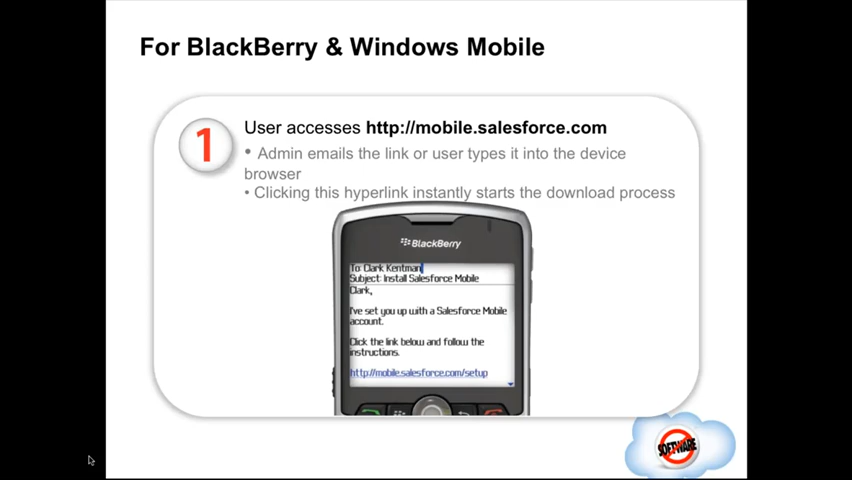 For BlackBerry & Windows Mobile
1
User accesses http://mobile.salesforce.com
• Admin emails the link or user types it into the device
browser
• Clicking this hyperlink instantly starts the download process
BlackBerry
To: Clark Kentman
Subject: Install Salesforce Mobile
Clark,
I've set you up with a Salesforce Mobile
account.
Click the link below and follow the
instructions.
http://mobile.salesforce.com/setup
SOFTWARE